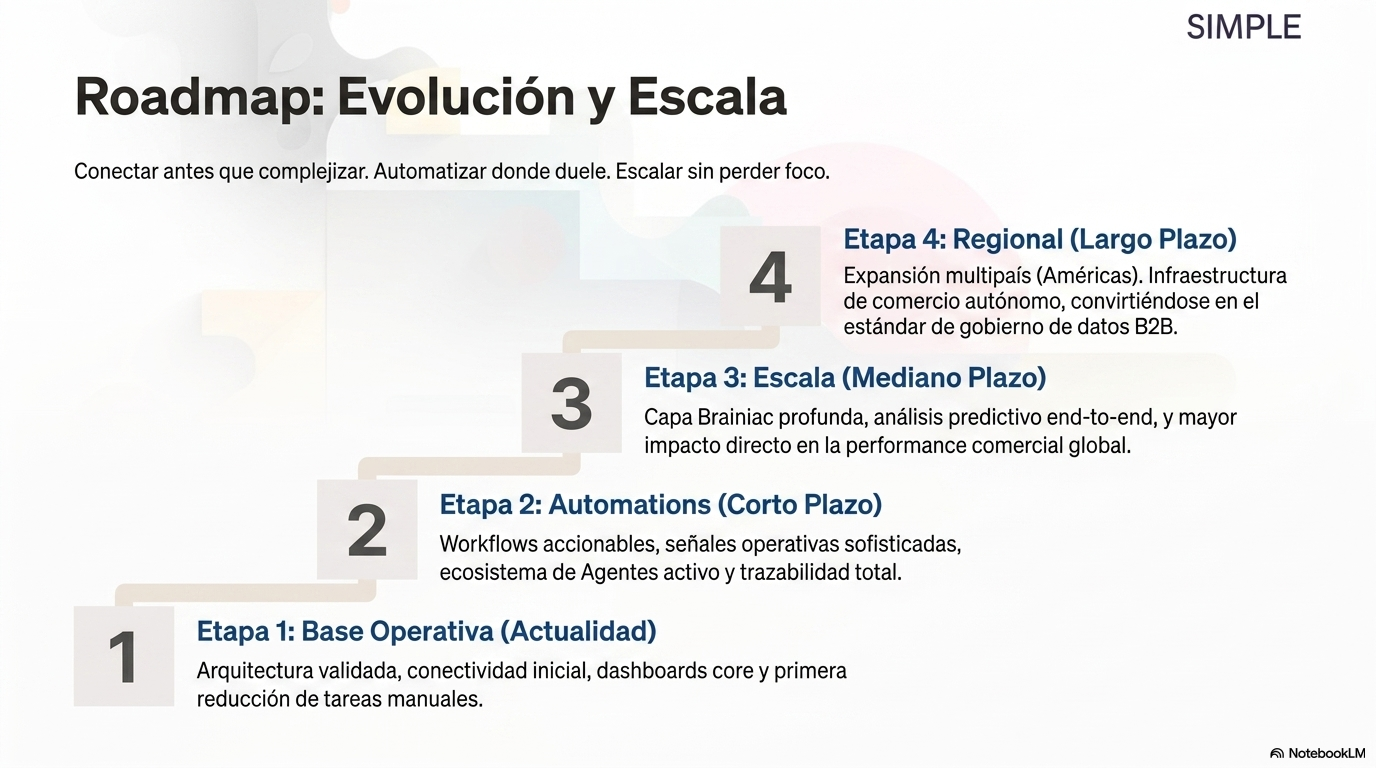 SIMPLE
Roadmap: Evolución y Escala
Conectar antes que complejizar. Automatizar donde duele. Escalar sin perder foco.
4
Etapa 4: Regional (Largo Plazo)
Expansión multipaís (Américas). Infraestructura
de comercio autónomo, convirtiéndose en el
estándar de gobierno de datos B2B.
3
Etapa 3: Escala (Mediano Plazo)
Capa Brainiac profunda, análisis predictivo end-to-end, y mayor
impacto directo en la performance comercial global.
2
Etapa 2: Automations (Corto Plazo)
Workflows accionables, señales operativas sofisticadas,
ecosistema de Agentes activo y trazabilidad total.
1
Etapa 1: Base Operativa (Actualidad)
Arquitectura validada, conectividad inicial, dashboards core y primera
reducción de tareas manuales.
NotebookLM